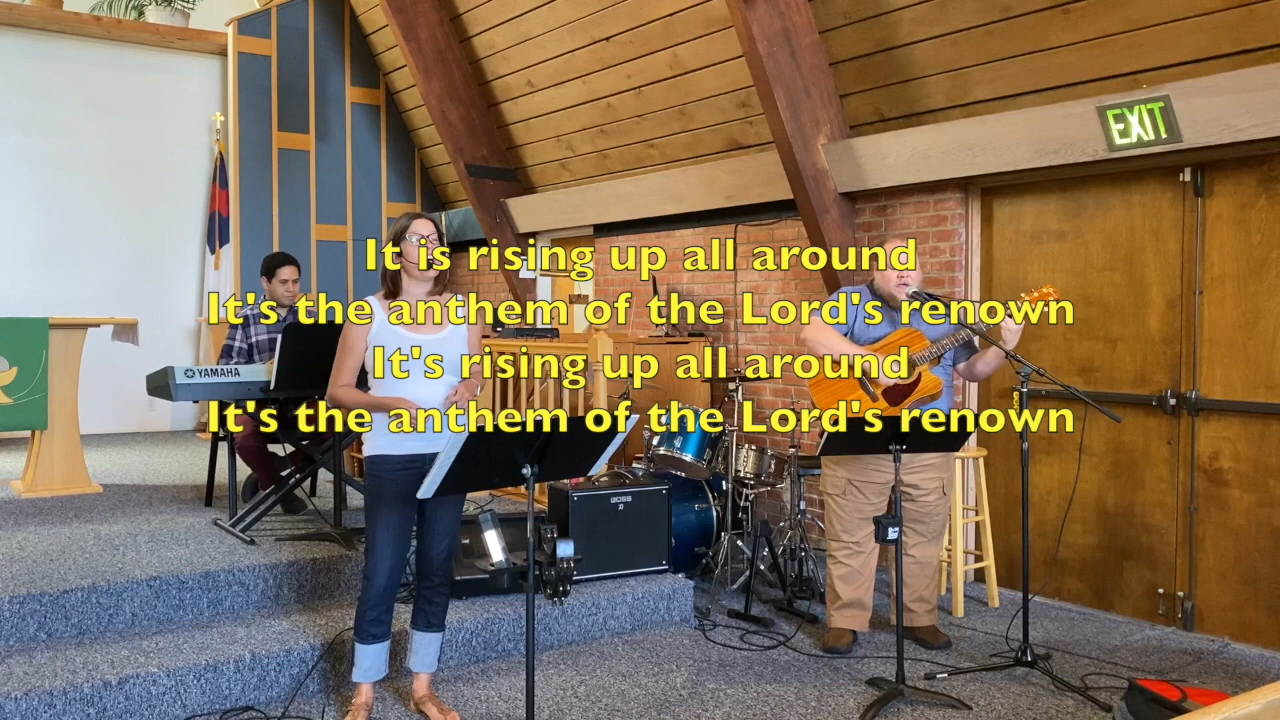 EXIT
It is rising up all around
It's the anthem of the Lord's renown
It's rising up all around
It's the anthem of the Lord's renown
YAMAHA
BOSS